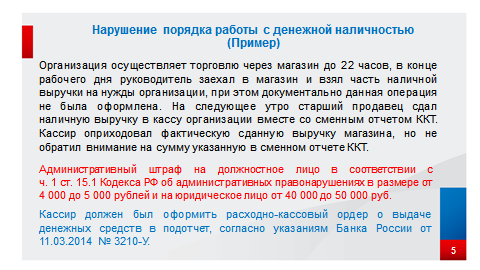 Нарушение порядка работы с денежной наличностью
(Пример)
Организация осуществляет торговлю через магазин до 22 часов, в конце
рабочего дня руководитель заехал в магазин и взял часть наличной
выручки на нужды организации, при этом документально данная операция
не была оформлена. На следующее утро старший продавец сдал
наличную выручку в кассу организации вместе со сменным отчетом ККТ.
Кассир оприходовал фактическую сданную выручку магазина, но не
обратил внимание на сумму указанную в сменном отчете ККТ.
Административный штраф на должностное лицо в соответствии с
ч. 1 ст. 15.1 Кодекса РФ об административных правонарушениях в размере от
4 000 до 5 000 рублей и на юридическое лицо от 40 000 до 50 000 руб.
Кассир должен был оформить расходно-кассовый ордер о выдаче
денежных средств в подотчет, согласно указаниям Банка России от
11.03.2014 № 3210-У.
5